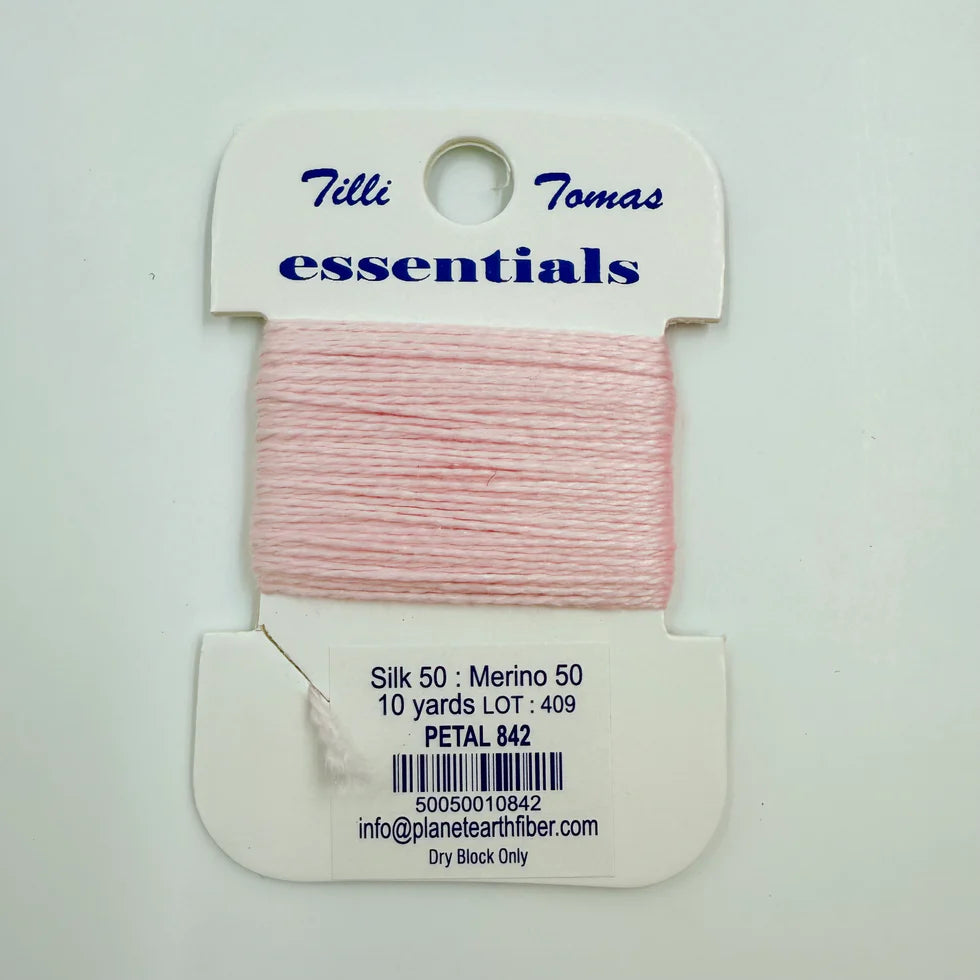 Tilli Tomas
essentials
Silk 50 : Merino 50
10 yards LOT : 409
PETAL 842
50050010842
info@planetearthfiber.com
Dry Block Only